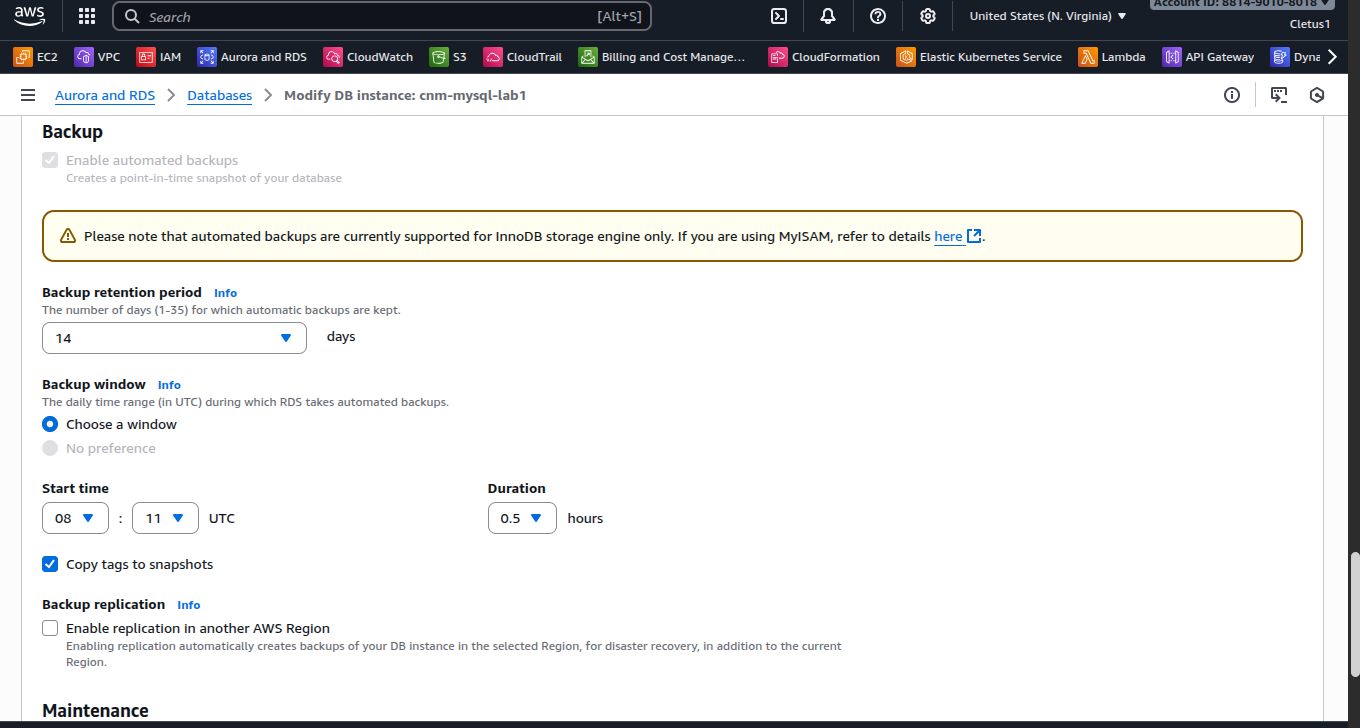 aws
Search
[Alt+S]
United States (N. Virginia)
Account ID: 8814-9010-8018
Cletus1
EC2 VPC IAM Aurora and RDS CloudWatch S3 CloudTrail Billing and Cost Manage... CloudFormation Elastic Kubernetes Service Lambda API Gateway Dyna
Aurora and RDS > Databases > Modify DB instance: cnm-mysql-lab1
Backup
Enable automated backups
Creates a point-in-time snapshot of your database
Please note that automated backups are currently supported for InnoDB storage engine only. If you are using MyISAM, refer to details here.
Backup retention period Info
The number of days (1-35) for which automatic backups are kept.
14 days
Backup window Info
The daily time range (in UTC) during which RDS takes automated backups.
Choose a window
No preference
Start time Duration
08 : 11 UTC 0.5 hours
Copy tags to snapshots
Backup replication Info
Enable replication in another AWS Region
Enabling replication automatically creates backups of your DB instance in the selected Region, for disaster recovery, in addition to the current
Region.
Maintenance